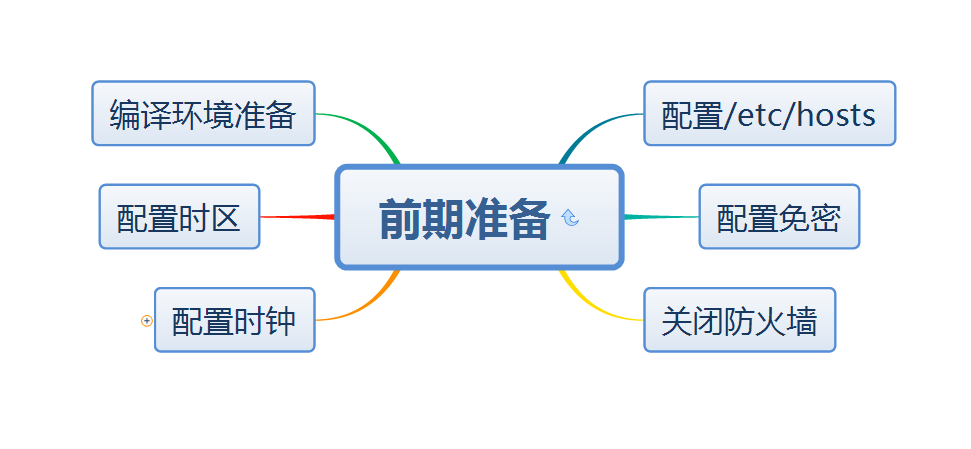 编译环境准备
配置/etc/hosts
前期准备
配置时区
配置免密
配置时钟
关闭防火墙